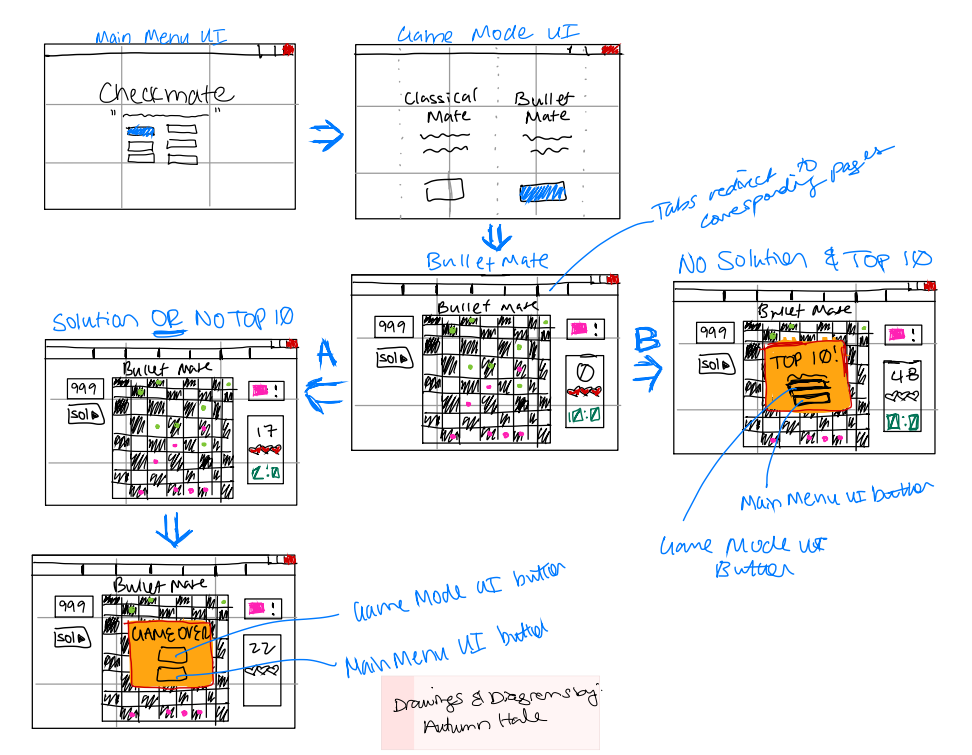 Main Menu UI
Game Mode UI
Checkmate
" "
Classical
Mate
Bullet
Mate
Tabs redirect to
corresponding pages
Bullet Mate
No Solution & TOP 10
Solution OR No TOP 10
Bullet Mate
999
!
sol
0
10:0
A
B
Bullet Mate
999
!
sol
TOP 10!
48
0:0
Bullet Mate
999
!
sol
17
2:0
Main Menu UI button
Game Mode UI
Button
Bullet Mate
999
!
sol
GAME OVER
22
Game Mode UI button
Main Menu UI button
Drawings & Diagrams by:
Autumn Hale